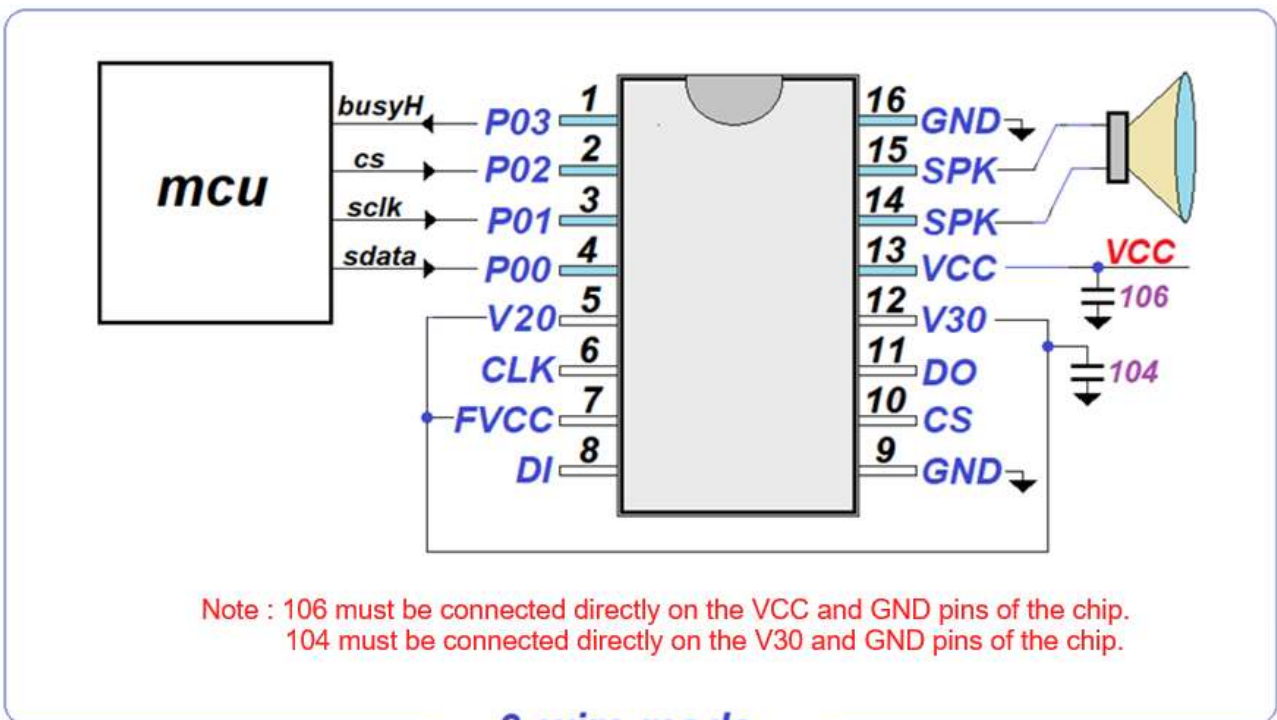 mcu
busyH
cs
sclk
sdata
P03 1
P02 2
P01 3
P00 4
V20 5
CLK 6
FVCC 7
DI 8
16 GND
15 SPK
14 SPK
13 VCC
12 V30
11 DO
10 CS
9 GND
VCC
106
104
Note : 106 must be connected directly on the VCC and GND pins of the chip.
104 must be connected directly on the V30 and GND pins of the chip.